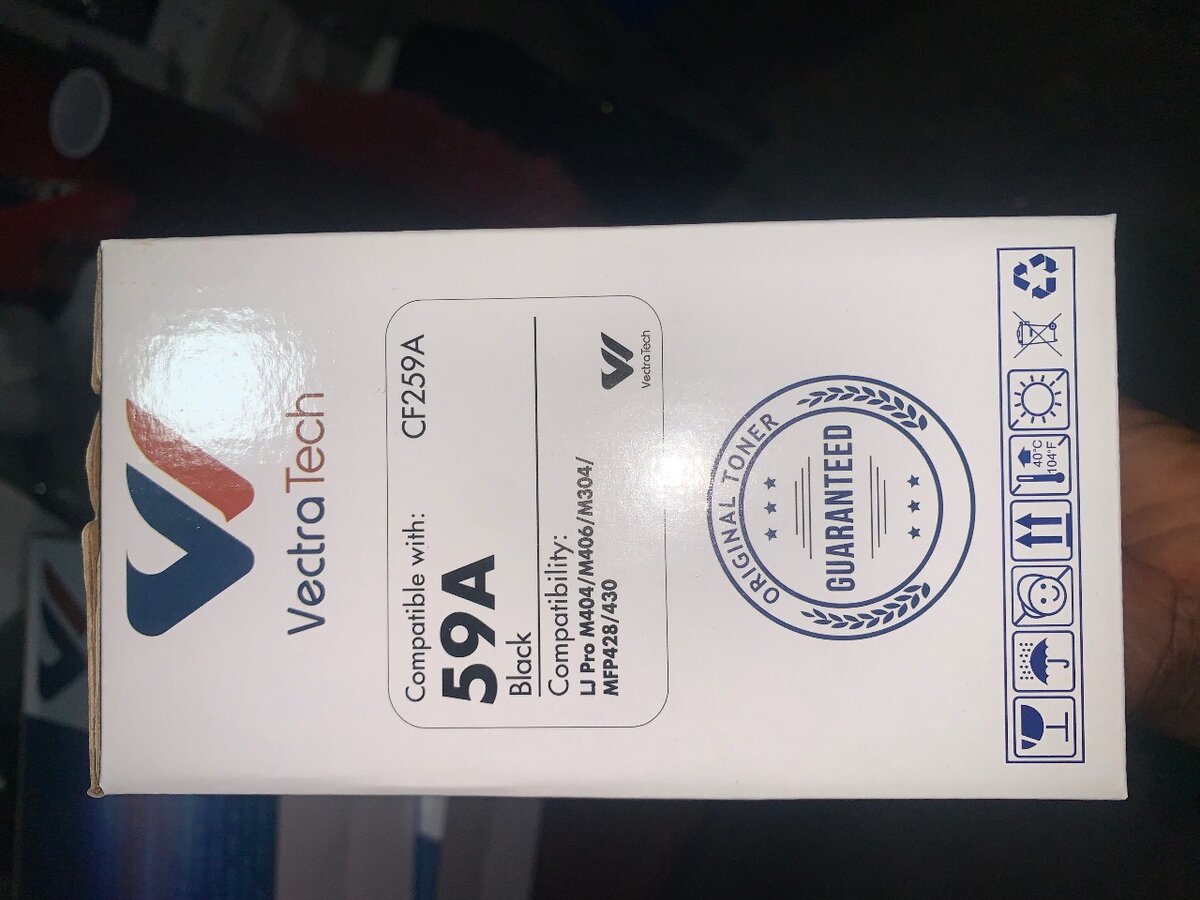 VectraTech
Compatible with: CF259A
59A
Black
Compatibility:
LJ Pro M404/M406/M304/
MFP428/430
VectraTech
ORIGINAL TONER
GUARANTEED
40°C
104°F